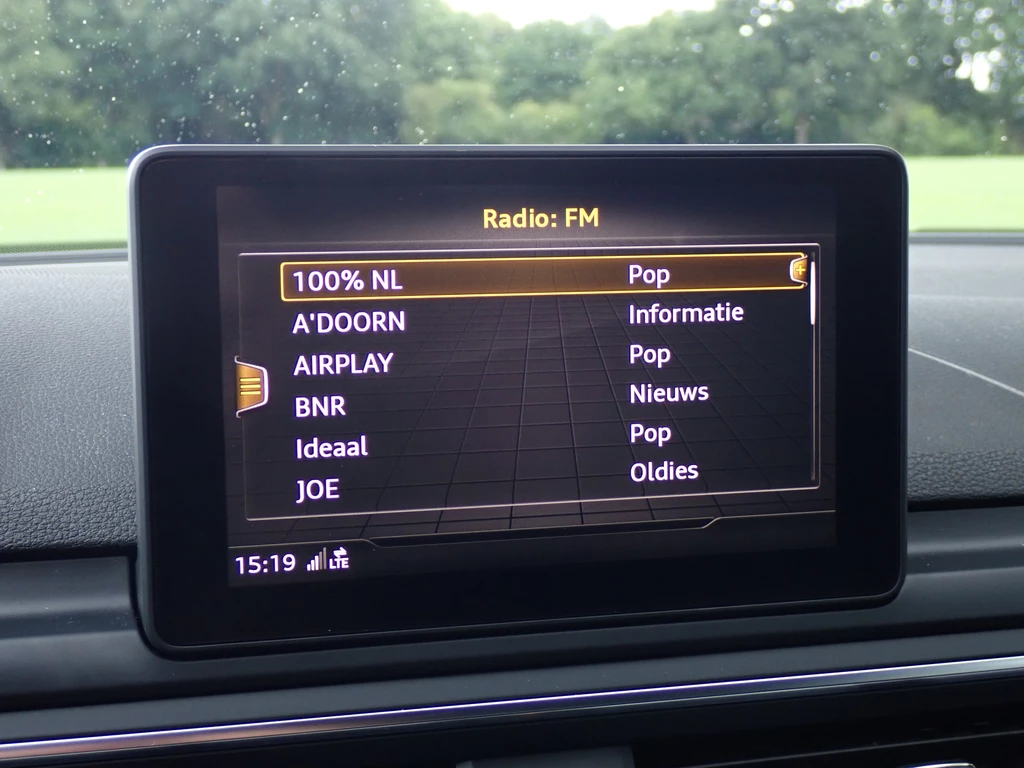 Radio: FM
100% NL Pop
A'DOORN Informatie
AIRPLAY Pop
BNR Nieuws
Ideaal Pop
JOE Oldies
15:19 LTE